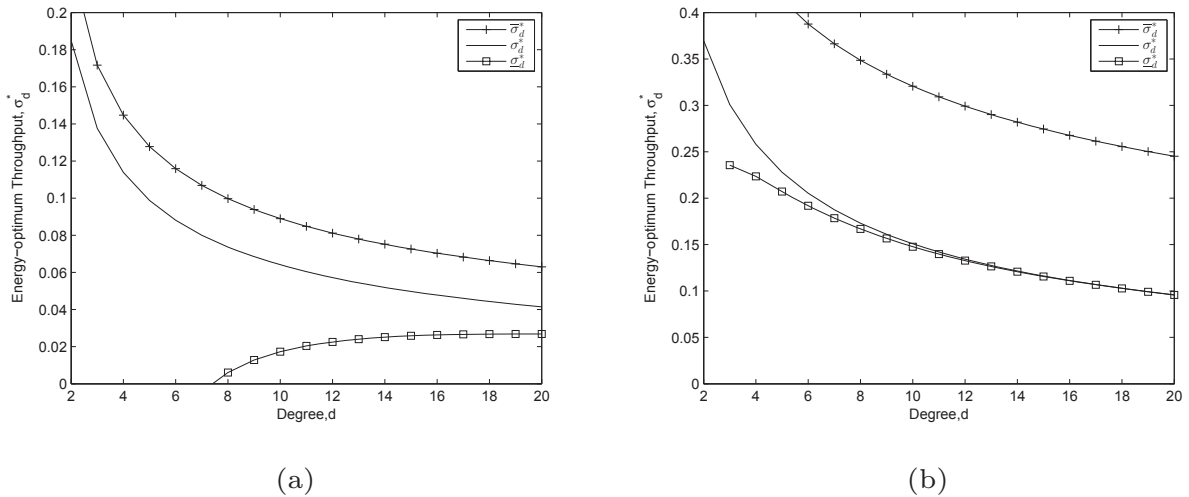 0.2
0.18
0.16
0.14
0.12
0.1
0.08
0.06
0.04
0.02
0
2 4 6 8 10 12 14 16 18 20
Degree,d
Energy−optimum Throughput, σ*d
σ̅*d
σ*d
σ̲*d
(a)
0.4
0.35
0.3
0.25
0.2
0.15
0.1
0.05
0
2 4 6 8 10 12 14 16 18 20
Degree,d
Energy−optimum Throughput, σ*d
σ̅*d
σ*d
σ̲*d
(b)